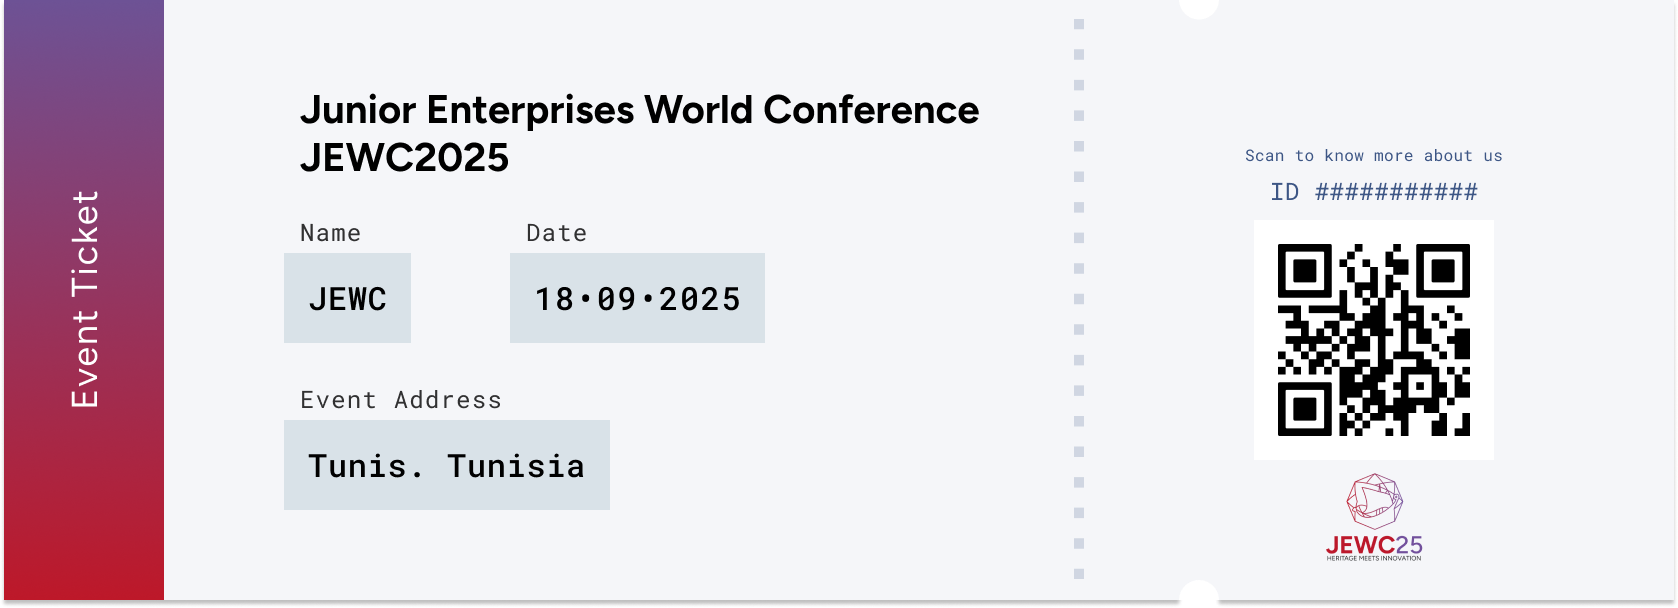 Event Ticket
Junior Enterprises World Conference
JEWC2025
Name
Date
JEWC
18•09•2025
Event Address
Tunis. Tunisia
Scan to know more about us
ID ###########
JEWC25
HERITAGE MEETS INNOVATION